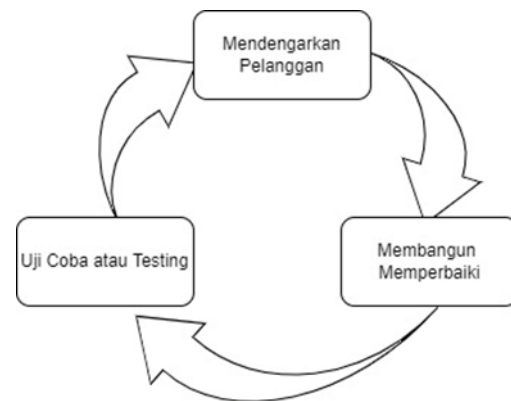 Mendengarkan
Pelanggan
Uji Coba atau Testing
Membangun
Memperbaiki